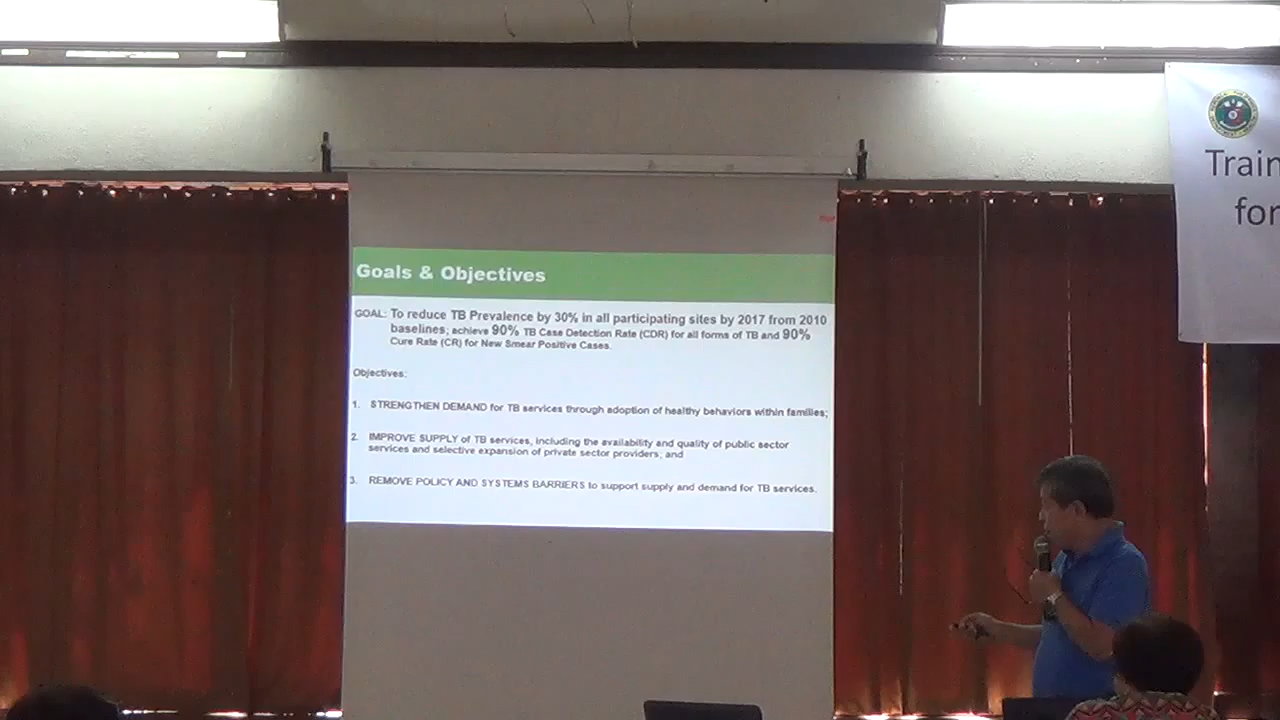 Goals & Objectives
GOAL: To reduce TB Prevalence by 30% in all participating sites by 2017 from 2010
baselines; achieve 90% TB Case Detection Rate (CDR) for all forms of TB and 90%
Cure Rate (CR) for New Smear Positive Cases.
Objectives:
1. STRENGTHEN DEMAND for TB services through adoption of healthy behaviors within families;
2. IMPROVE SUPPLY of TB services, including the availability and quality of public sector
services and selective expansion of private sector providers; and
3. REMOVE POLICY AND SYSTEMS BARRIERS to support supply and demand for TB services.
Train
for